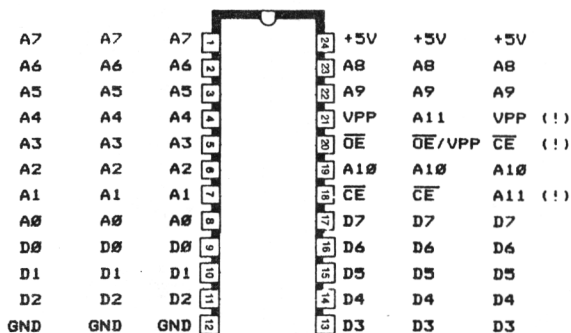 A7 A7 A7 1 24 +5V +5V +5V
A6 A6 A6 2 23 A8 A8 A8
A5 A5 A5 3 22 A9 A9 A9
A4 A4 A4 4 21 VPP A11 VPP (!)
A3 A3 A3 5 20 OE OE/VPP CE (!)
A2 A2 A2 6 19 A10 A10 A10
A1 A1 A1 7 18 CE CE A11 (!)
A0 A0 A0 8 17 D7 D7 D7
D0 D0 D0 9 16 D6 D6 D6
D1 D1 D1 10 15 D5 D5 D5
D2 D2 D2 11 14 D4 D4 D4
GND GND GND 12 13 D3 D3 D3